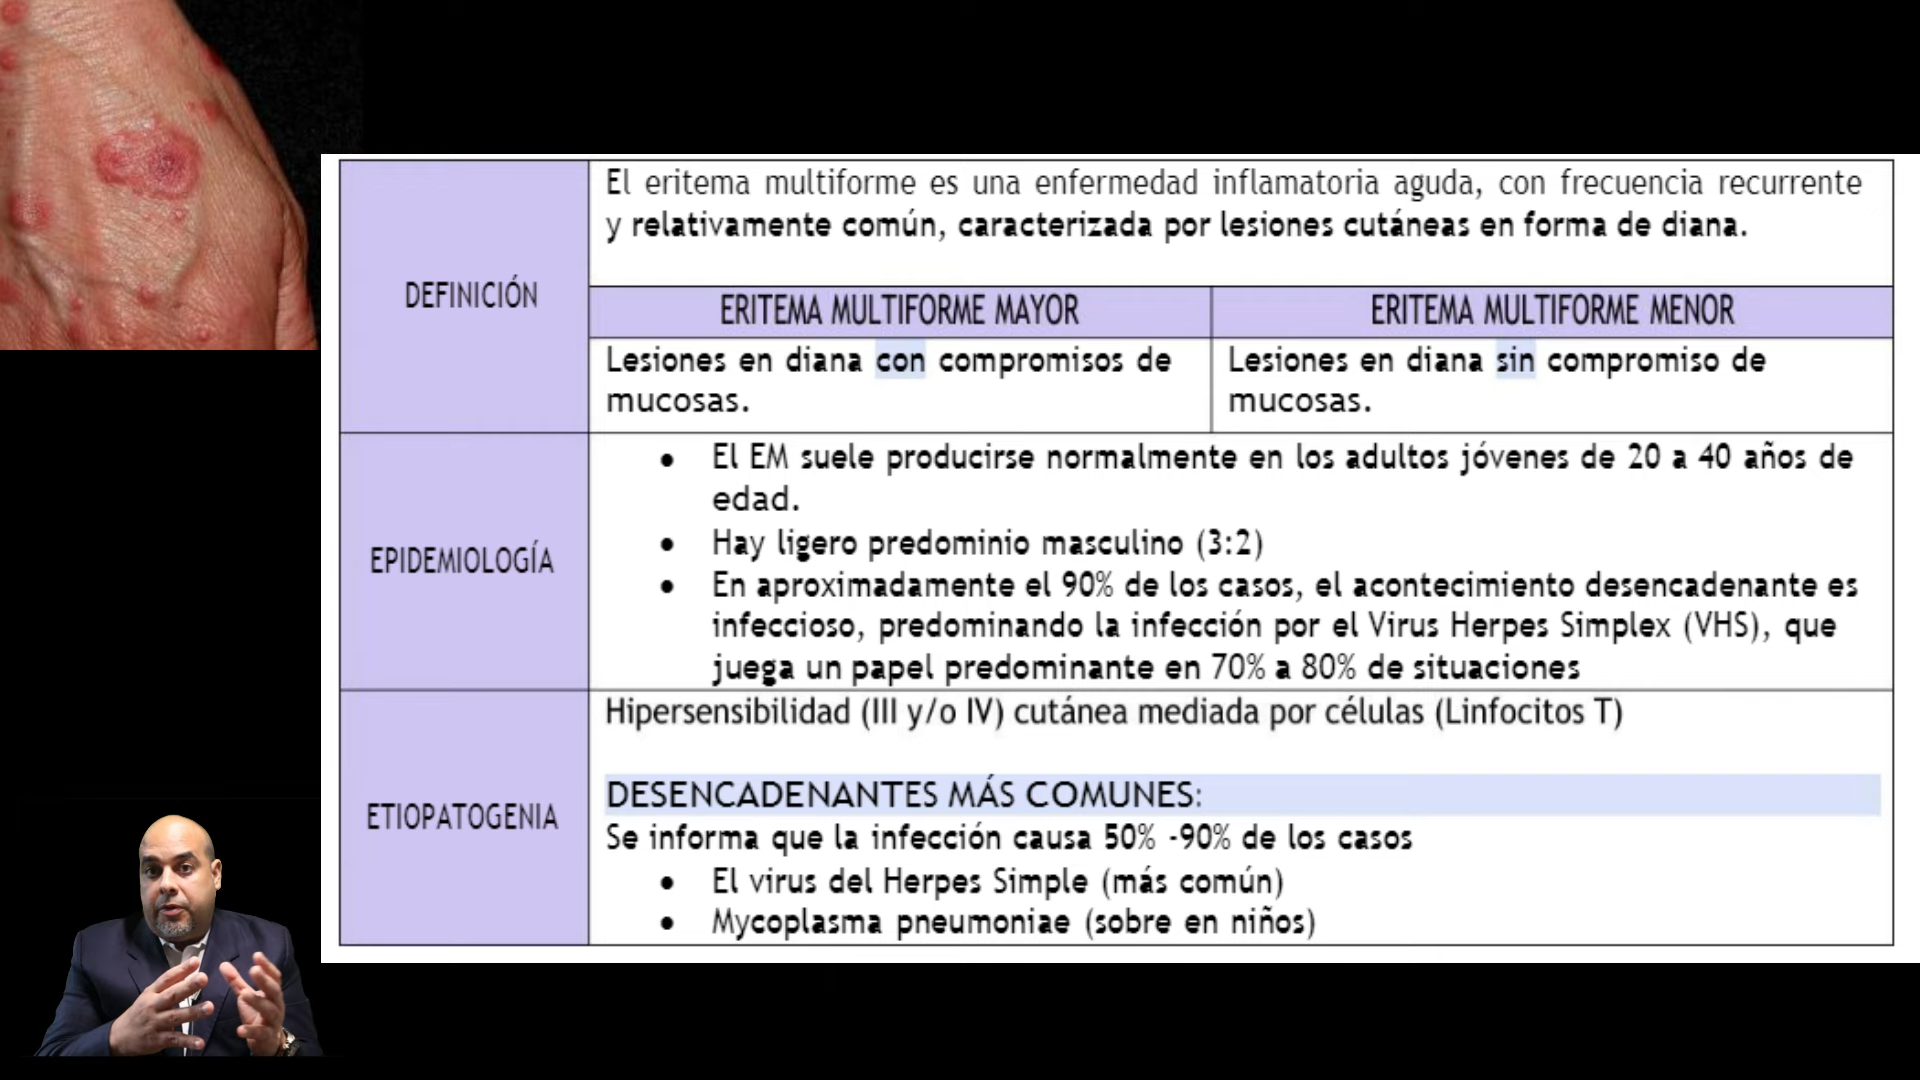 DEFINICIÓN
El eritema multiforme es una enfermedad inflamatoria aguda, con frecuencia recurrente
y relativamente común, caracterizada por lesiones cutáneas en forma de diana.
ERITEMA MULTIFORME MAYOR
ERITEMA MULTIFORME MENOR
Lesiones en diana con compromisos de
mucosas.
Lesiones en diana sin compromiso de
mucosas.
EPIDEMIOLOGÍA
• El EM suele producirse normalmente en los adultos jóvenes de 20 a 40 años de
edad.
• Hay ligero predominio masculino (3:2)
• En aproximadamente el 90% de los casos, el acontecimiento desencadenante es
infeccioso, predominando la infección por el Virus Herpes Simplex (VHS), que
juega un papel predominante en 70% a 80% de situaciones
ETIOPATOGENIA
Hipersensibilidad (III y/o IV) cutánea mediada por células (Linfocitos T)
DESENCADENANTES MÁS COMUNES:
Se informa que la infección causa 50% -90% de los casos
• El virus del Herpes Simple (más común)
• Mycoplasma pneumoniae (sobre en niños)